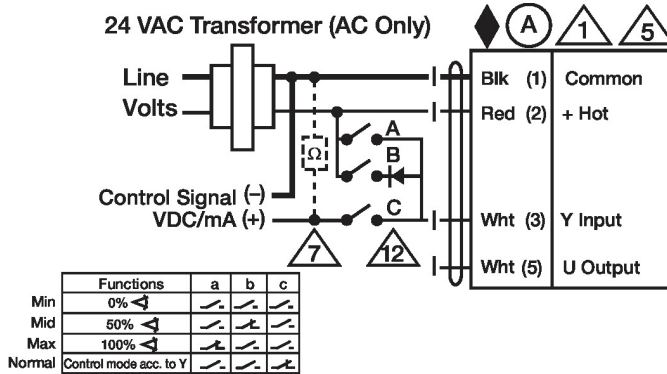 24 VAC Transformer (AC Only)
A 1 5
Line
Volts
Blk (1) Common
Red (2) + Hot
A
Ω
B
Control Signal (-)
VDC/mA (+)
C
Wht (3) Y Input
7
12
Wht (5) U Output
Functions a b c
Min 0%
Mid 50%
Max 100%
Normal Control mode acc. to Y